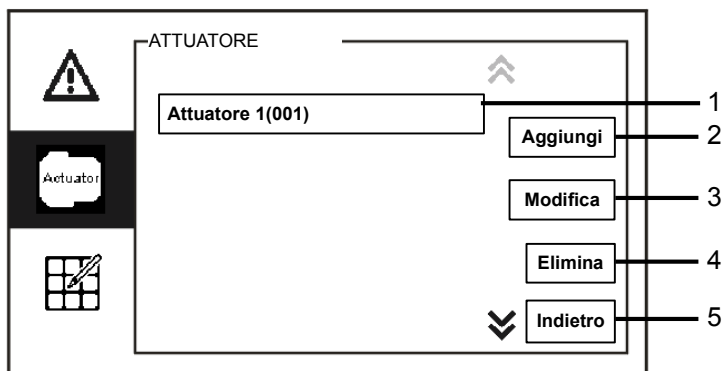 ATTUATORE
Attuatore 1(001)
1
Aggiungi
2
Actuator
Modifica
3
Elimina
4
Indietro
5